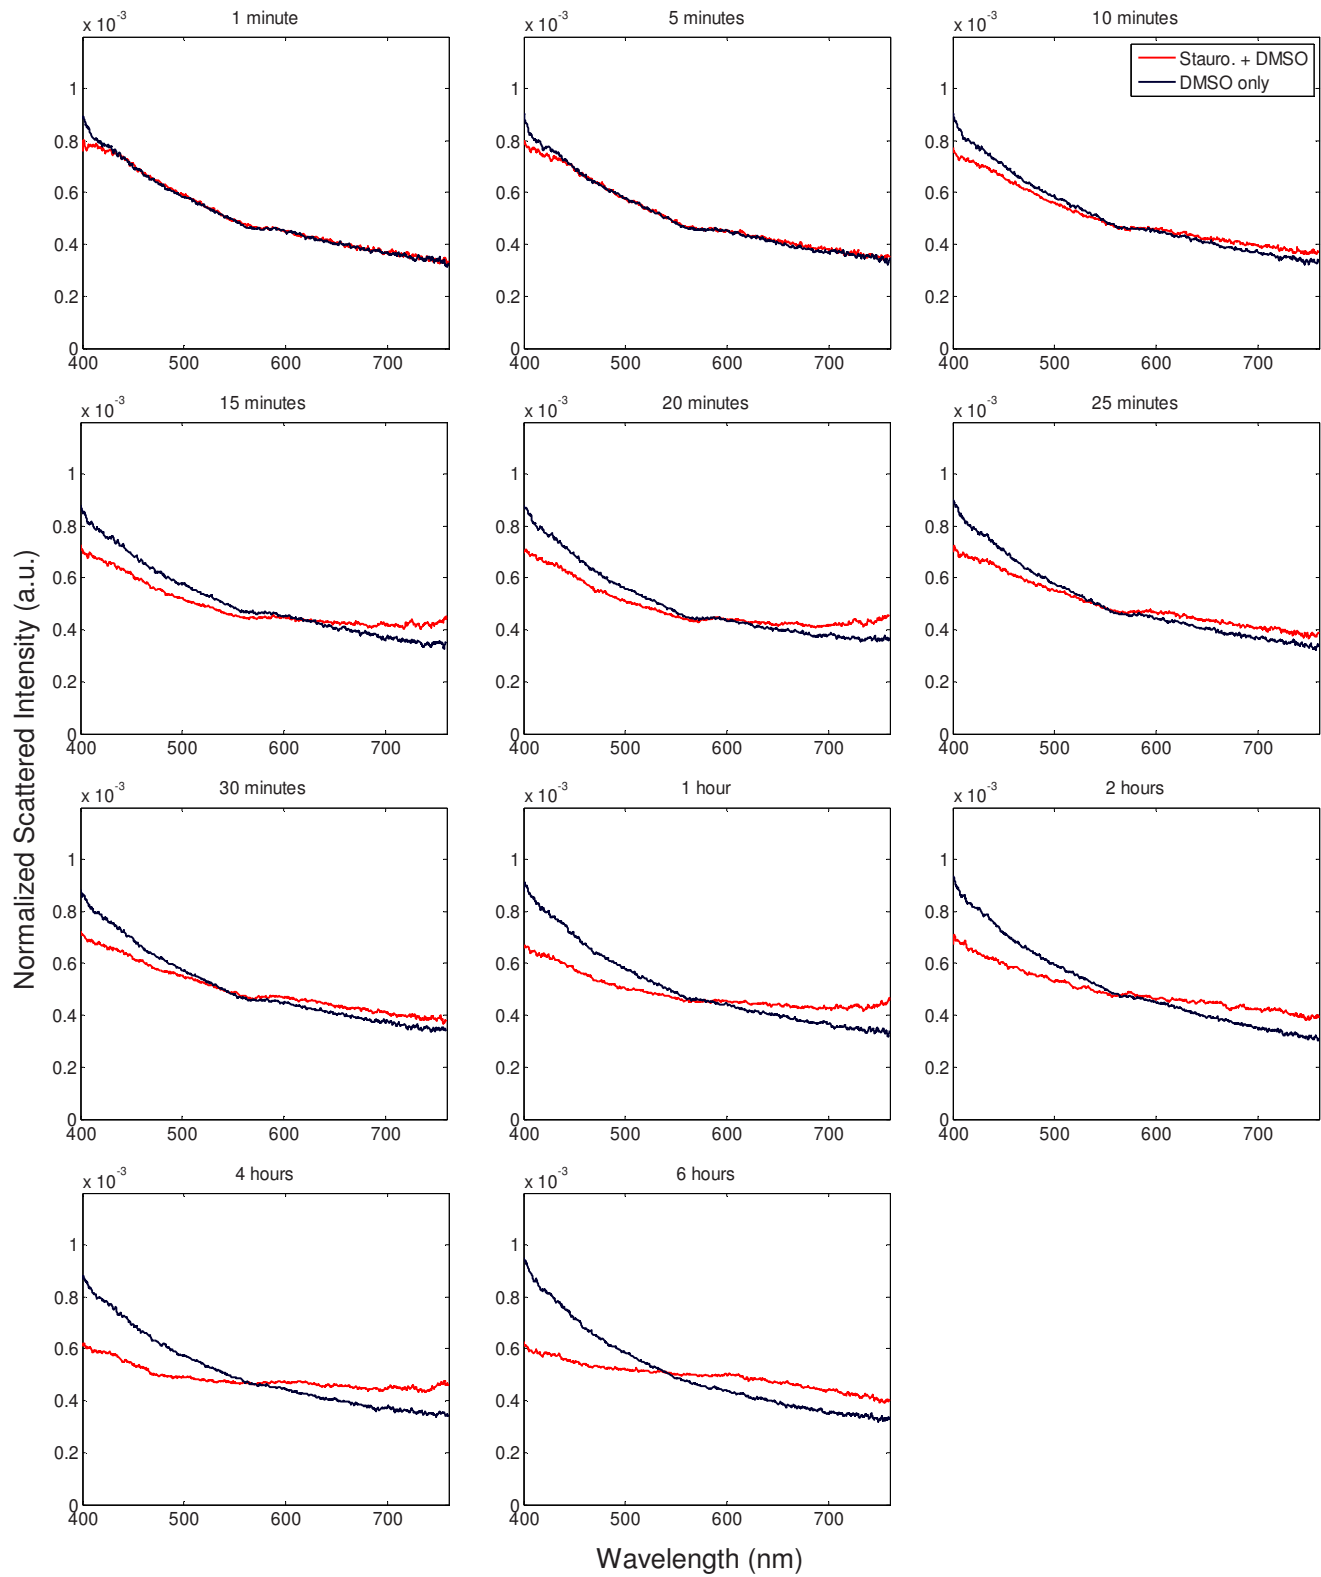 1 minute
x 10-3
1
0.8
0.6
0.4
0.2
0
400 500 600 700
5 minutes
x 10-3
1
0.8
0.6
0.4
0.2
0
400 500 600 700
10 minutes
x 10-3
Stauro. + DMSO
DMSO only
1
0.8
0.6
0.4
0.2
0
400 500 600 700
15 minutes
x 10-3
1
0.8
0.6
0.4
0.2
0
400 500 600 700
20 minutes
x 10-3
1
0.8
0.6
0.4
0.2
0
400 500 600 700
25 minutes
x 10-3
1
0.8
0.6
0.4
0.2
0
400 500 600 700
Normalized Scattered Intensity (a.u.)
30 minutes
x 10-3
1
0.8
0.6
0.4
0.2
0
400 500 600 700
1 hour
x 10-3
1
0.8
0.6
0.4
0.2
0
400 500 600 700
2 hours
x 10-3
1
0.8
0.6
0.4
0.2
0
400 500 600 700
4 hours
x 10-3
1
0.8
0.6
0.4
0.2
0
400 500 600 700
6 hours
x 10-3
1
0.8
0.6
0.4
0.2
0
400 500 600 700
Wavelength (nm)